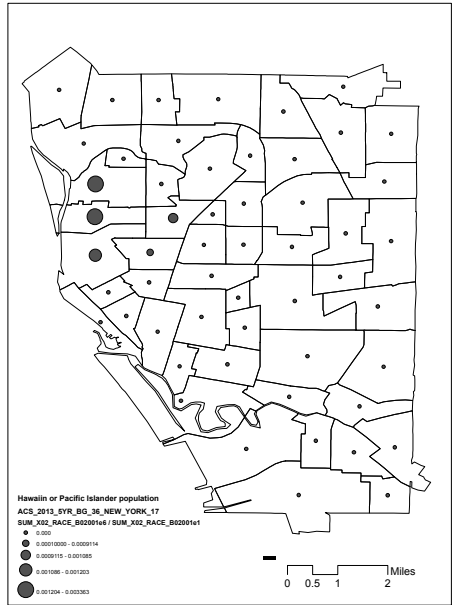 Hawaiin or Pacific Islander population
ACS_2013_5YR_BG_36_NEW_YORK_17
SUM_X02_RACE_B02001e6 / SUM_X02_RACE_B02001e1
0.000
0.00010000 - 0.0009114
0.0009115 - 0.001085
0.001086 - 0.001203
0.001204 - 0.003363
Miles
0 0.5 1 2